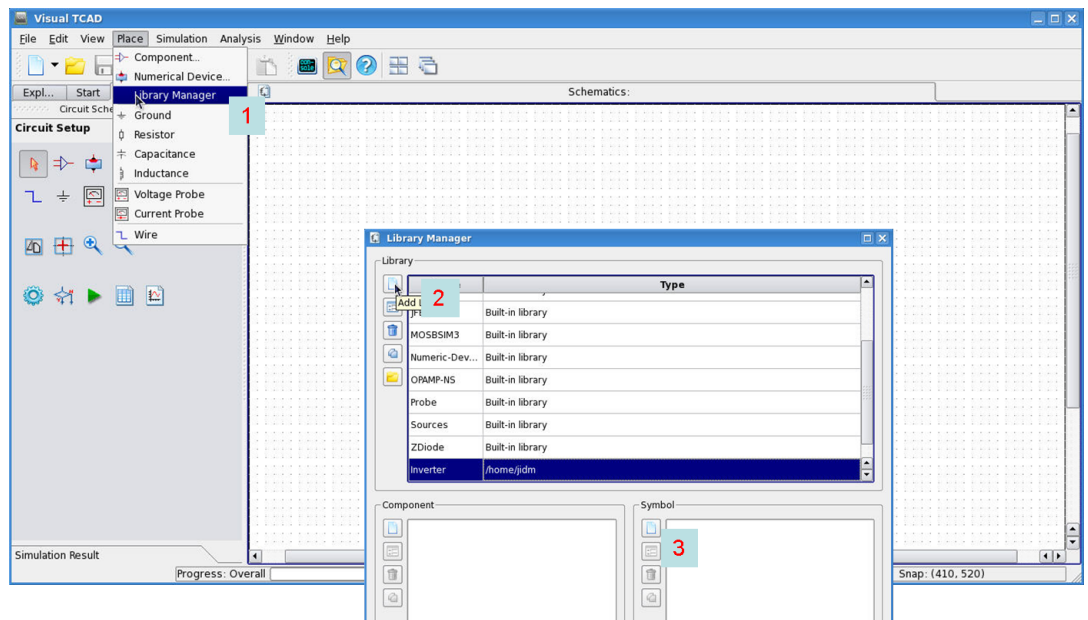 Visual TCAD
File Edit View Place Simulation Analysis Window Help
Component...
Numerical Device...
Library Manager
Ground
Resistor
Capacitance
Inductance
Voltage Probe
Current Probe
Wire
Expl... Start
Schematics:
Circuit Sche
Circuit Setup
1
Library Manager
Library
Type
Add
2
Built-in library
MOSBSIM3 Built-in library
Numeric-Dev... Built-in library
OPAMP-NS Built-in library
Probe Built-in library
Sources Built-in library
ZDiode Built-in library
Inverter /home/jidm
Component
Symbol
3
Simulation Result
Progress: Overall
Snap: (410, 520)